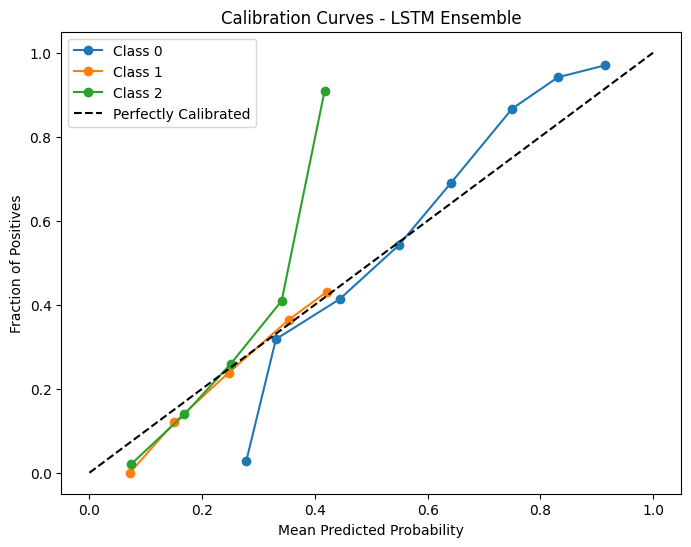 Calibration Curves - LSTM Ensemble
Class 0
Class 1
Class 2
Perfectly Calibrated
Fraction of Positives
1.0
0.8
0.6
0.4
0.2
0.0
0.0 0.2 0.4 0.6 0.8 1.0
Mean Predicted Probability